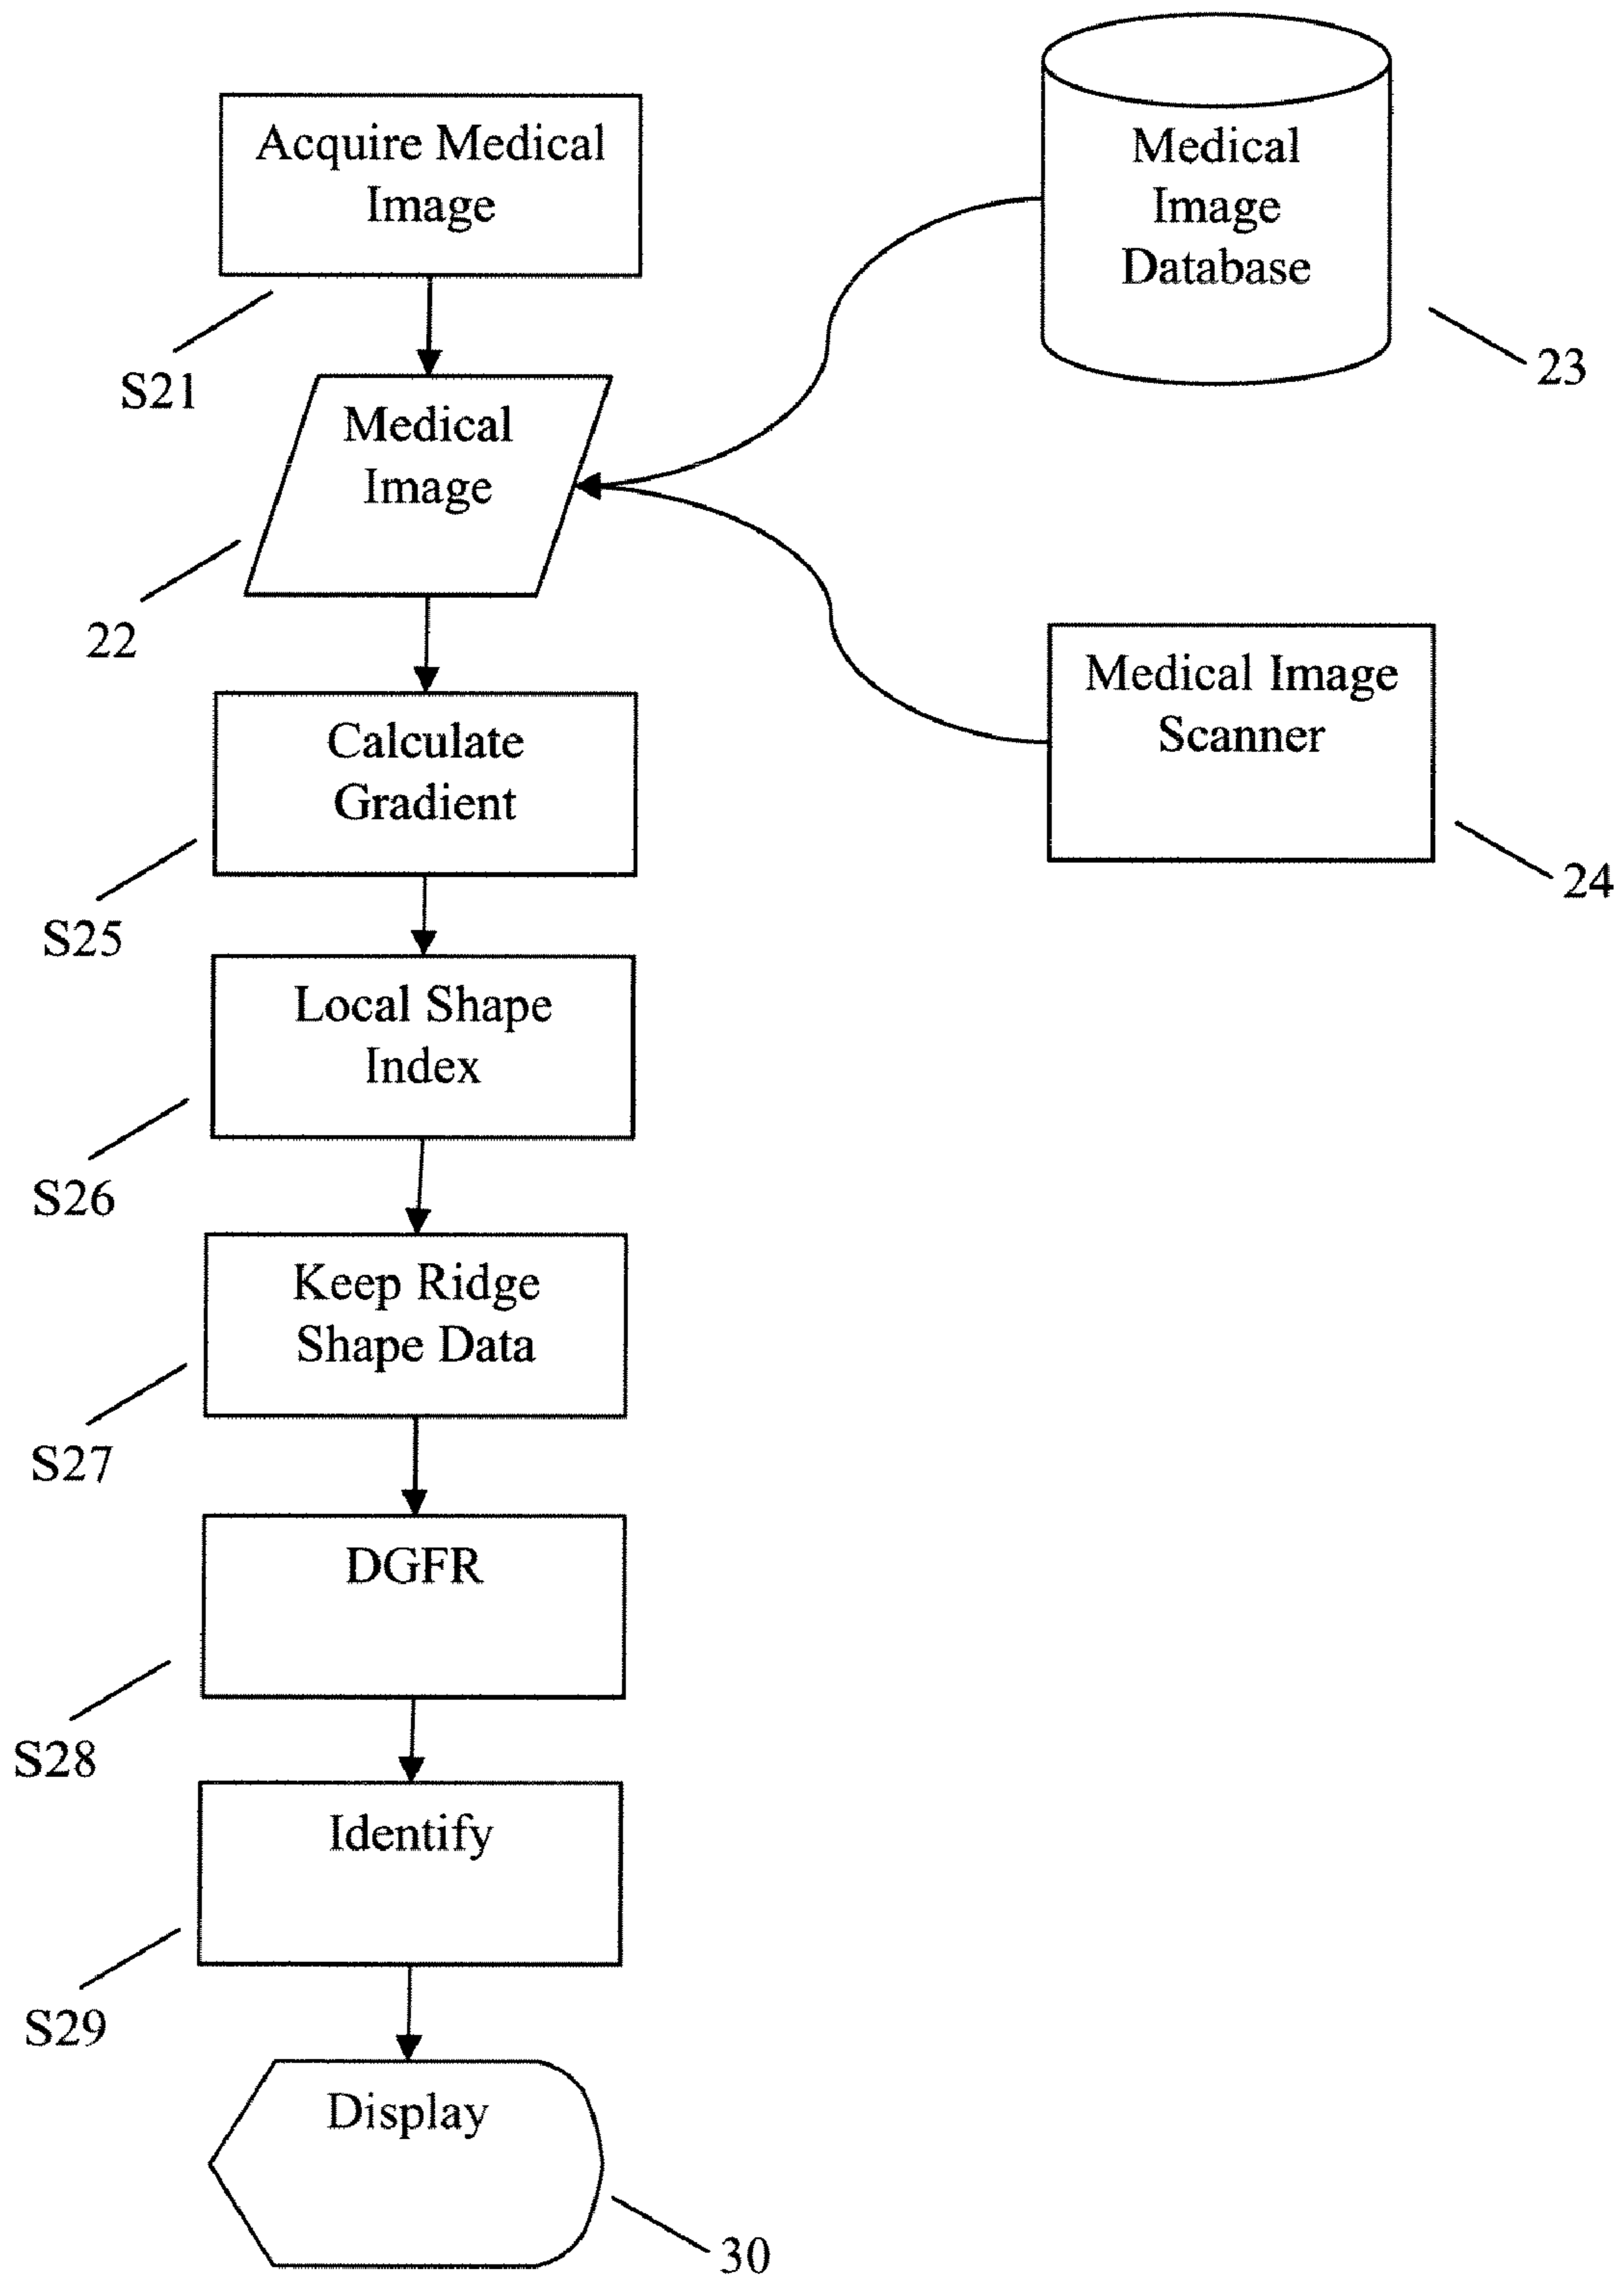 Acquire Medical
Image
S21
Medical
Image
Database
23
Medical
Image
22
Medical Image
Scanner
24
Calculate
Gradient
S25
Local Shape
Index
S26
Keep Ridge
Shape Data
S27
DGFR
S28
Identify
S29
Display
30